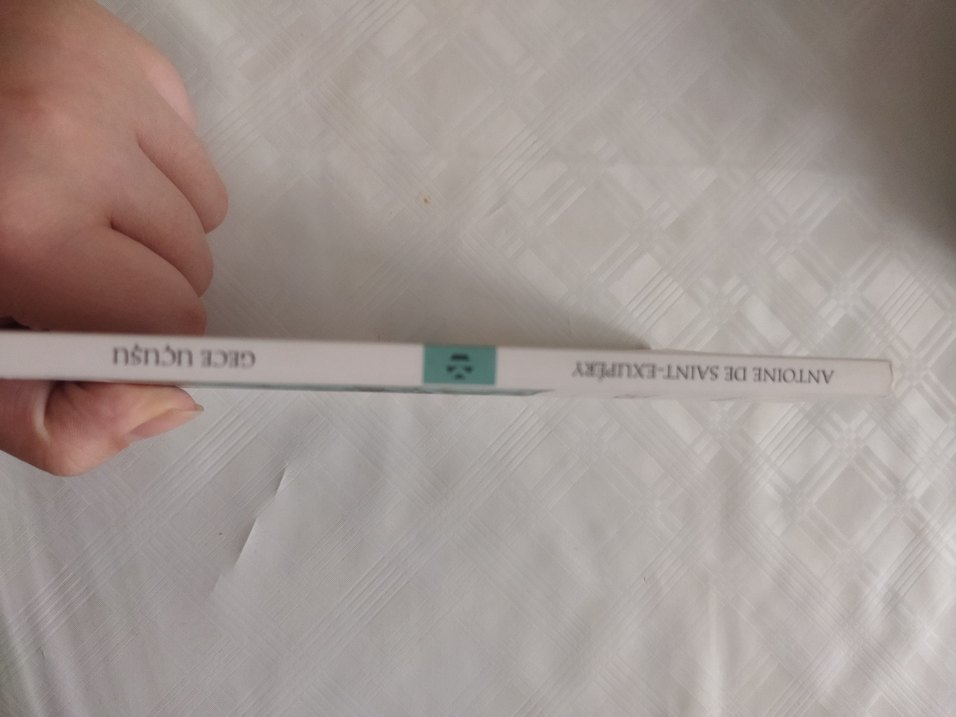 ANTOINE DE SAINT-EXUPÉRY
GECE UÇUŞU